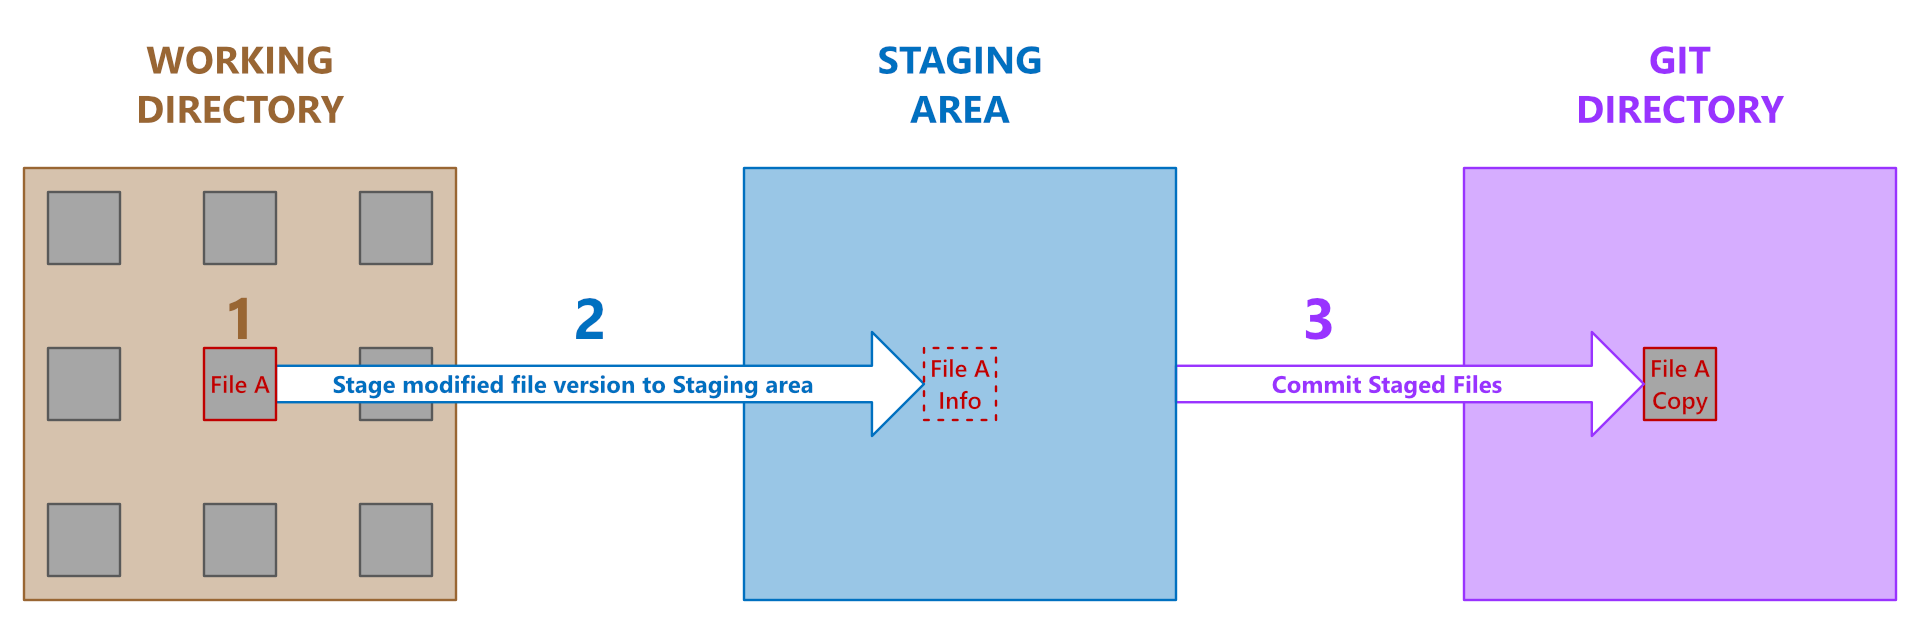 WORKING
DIRECTORY
STAGING
AREA
GIT
DIRECTORY
1
2
3
File A
Stage modified file version to Staging area
File A
Info
Commit Staged Files
File A
Copy